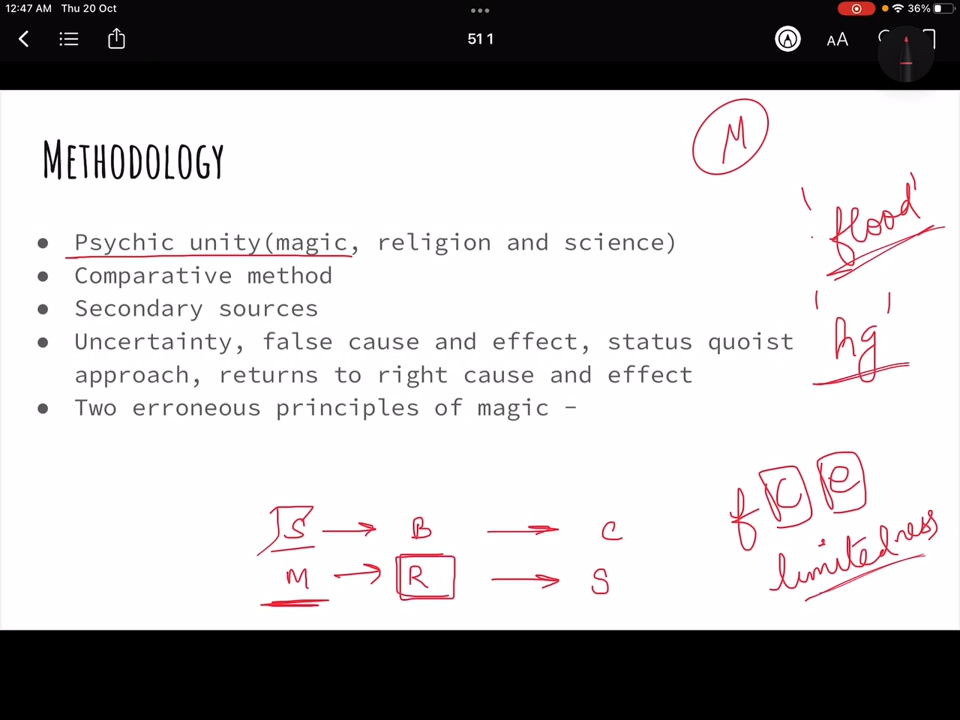 12:47 AM Thu 20 Oct
36%
51 1
AA
METHODOLOGY
M
'flood'
• Psychic unity(magic, religion and science)
• Comparative method
• Secondary sources
'hg'
• Uncertainty, false cause and effect, status quoist
approach, returns to right cause and effect
• Two erroneous principles of magic -
f c e
limitedness
S → B → C
M → R → S